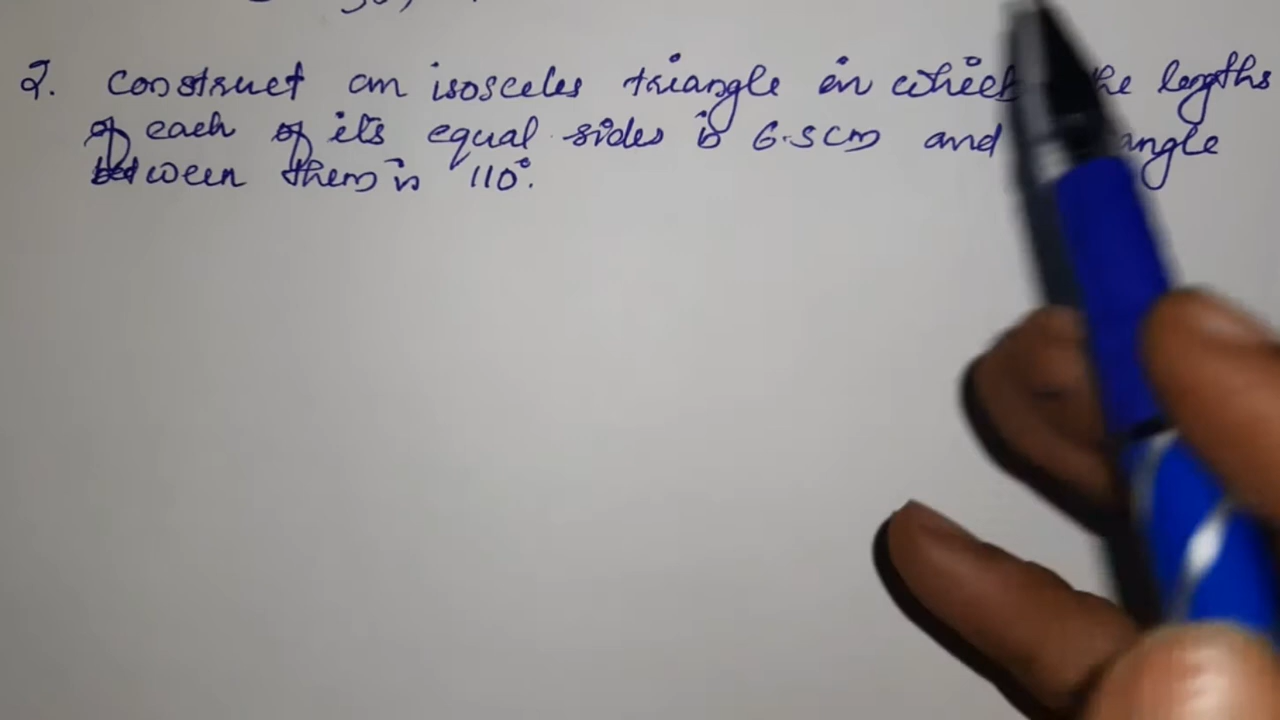 2. Construct an isosceles triangle in which the lengths
of each of its equal sides is 6.5cm and angle
between them is 110°.